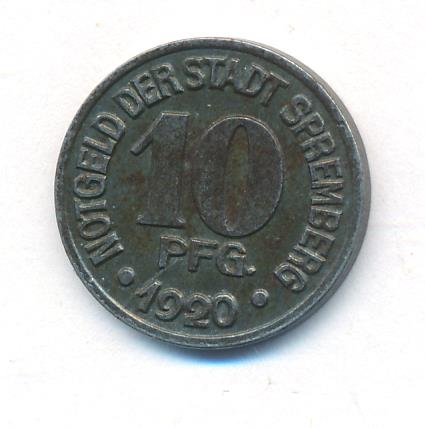 NOTGELD DER STADT SPREMBERG
10
PFG.
• 1920 •